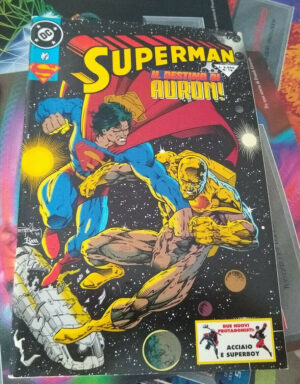 DC
SUPERMAN
IL DESTINO DI
AURON!
DUE NUOVI
PROTAGONISTI
ACCIAIO
E SUPERBOY